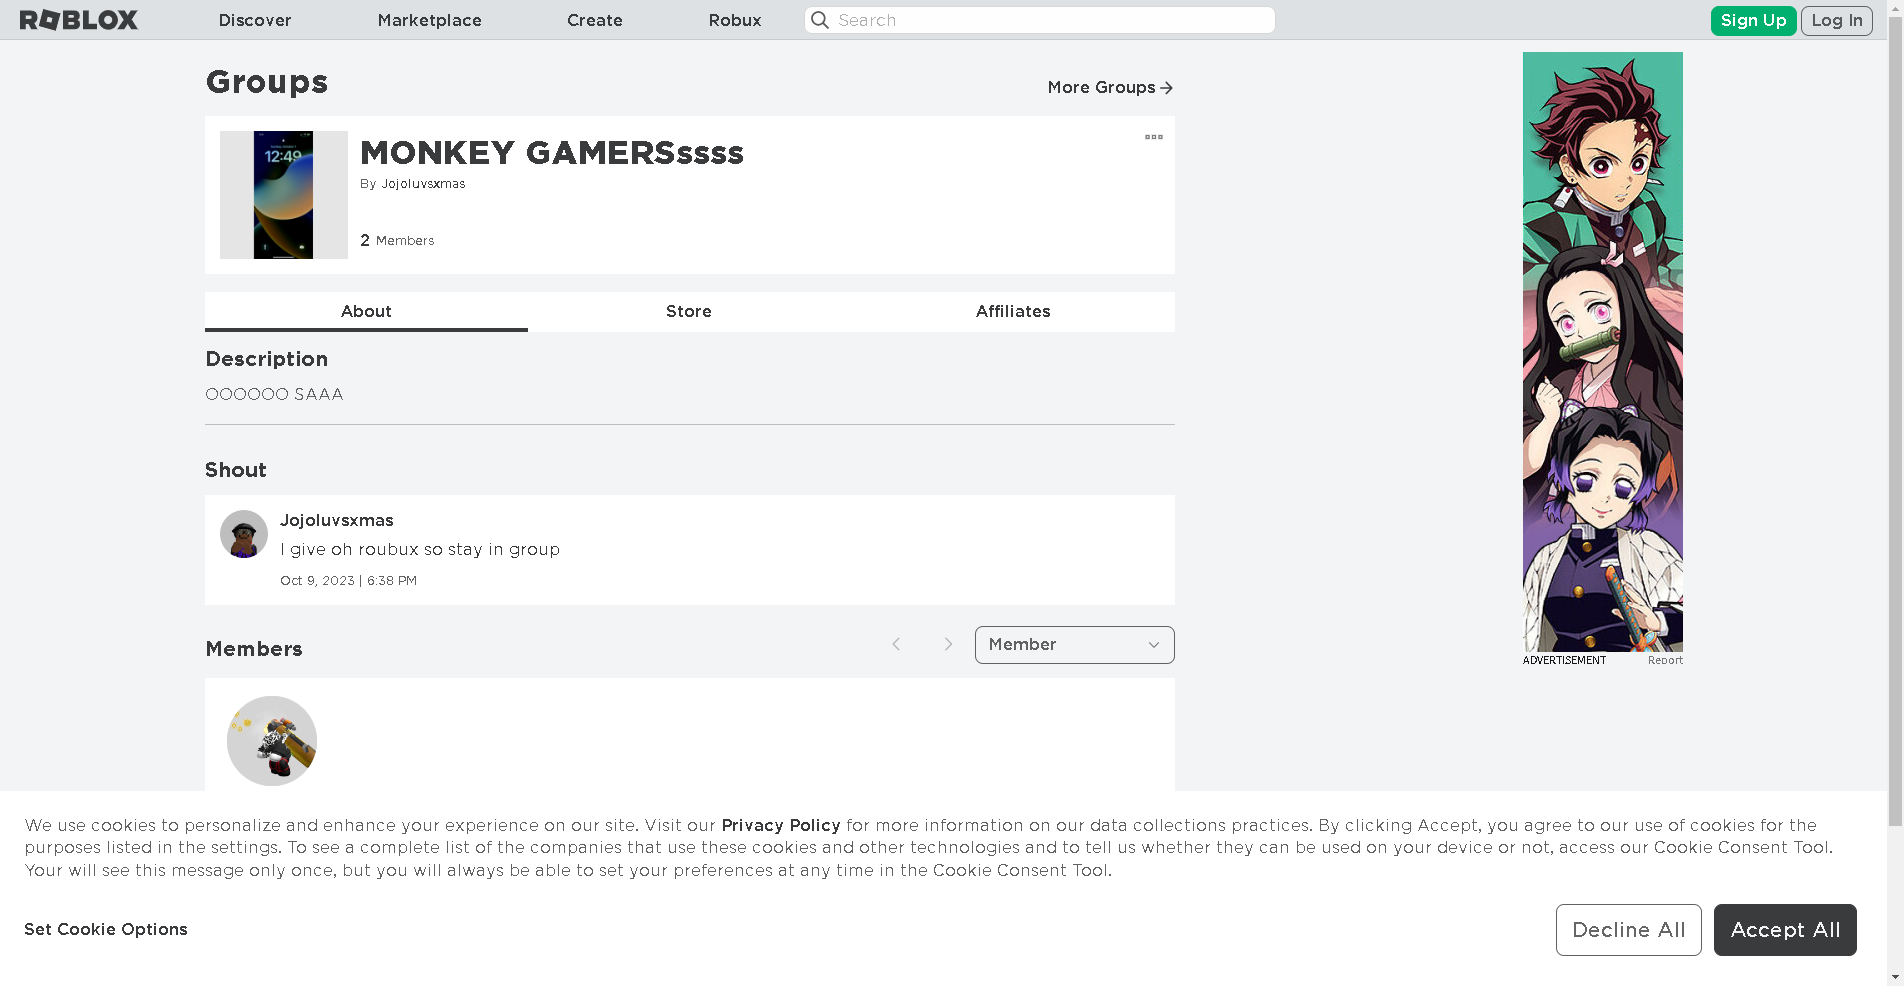 ROBLOX
Discover
Marketplace
Create
Robux
Search
Sign Up
Log In
Groups
More Groups
12:49
MONKEY GAMERSssss
By Jojoluvsxmas
2 Members
About
Store
Affiliates
Description
OOOOOO SAAA
Shout
Jojoluvsxmas
I give oh roubux so stay in group
Oct 9, 2023 | 6:38 PM
Members
Member
ADVERTISEMENT
Report
We use cookies to personalize and enhance your experience on our site. Visit our Privacy Policy for more information on our data collections practices. By clicking Accept, you agree to our use of cookies for the
purposes listed in the settings. To see a complete list of the companies that use these cookies and other technologies and to tell us whether they can be used on your device or not, access our Cookie Consent Tool.
Your will see this message only once, but you will always be able to set your preferences at any time in the Cookie Consent Tool.
Set Cookie Options
Decline All
Accept All